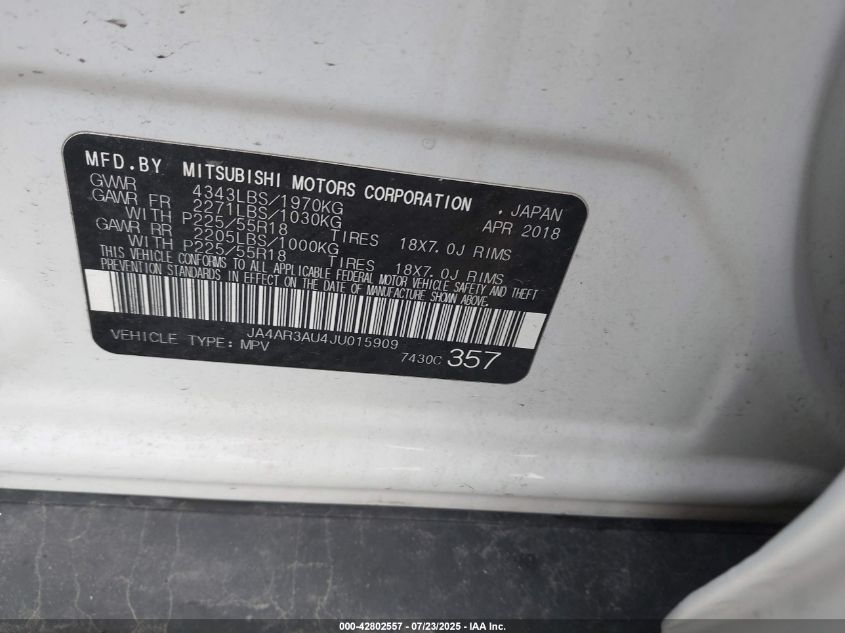 MFD.BY MITSUBISHI MOTORS CORPORATION , JAPAN
GVWR 4343LBS/1970KG APR 2018
GAWR FR 2271LBS/1030KG
WITH P225/55R18 TIRES 18X7.0J RIMS
GAWR RR 2205LBS/1000KG
WITH P225/55R18 TIRES 18X7.0J RIMS
THIS VEHICLE CONFORMS TO ALL APPLICABLE FEDERAL MOTOR VEHICLE SAFETY AND THEFT
PREVENTION STANDARDS IN EFFECT ON THE DATE OF MANUFACTURE SHOWN ABOVE.
JA4AR3AU4JU015909
VEHICLE TYPE: MPV 7430C 357
000-42802557 - 07/23/2025 - IAA Inc.